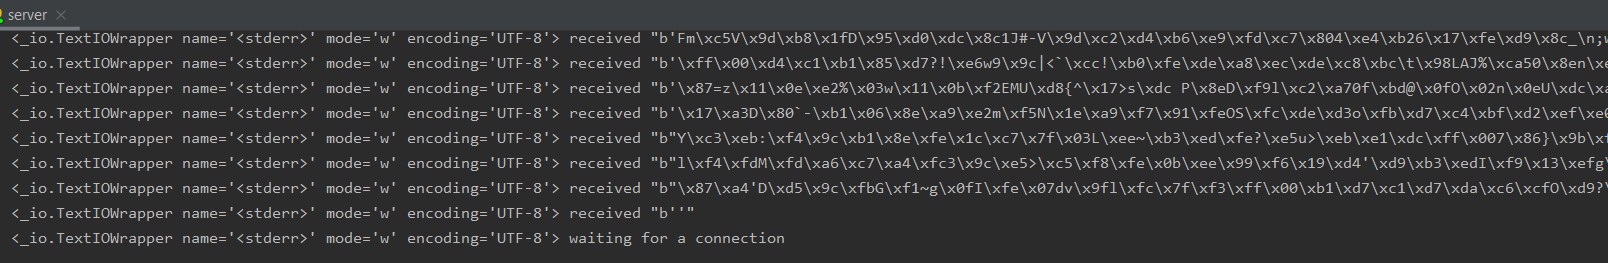 server
<_io.TextIOWrapper name='<stderr>' mode='w' encoding='UTF-8'> received "b'Fm\xc5V\x9d\xb8\x1fD\x95\xd0\xdc\x8c1J#-V\x9d\xc2\xd4\xb6\xe9\xfd\xc7\x804\xe4\xb26\x17\xfe\xd9\x8c_\n;w
<_io.TextIOWrapper name='<stderr>' mode='w' encoding='UTF-8'> received "b'\xff\x00\xd4\xc1\xb1\x85\xd7?!\xe6w9\x9c|<`\xcc!\xb0\xfe\xde\xa8\xec\xde\xc8\xbc\t\x98LAJ%\xca50\x8en\xe
<_io.TextIOWrapper name='<stderr>' mode='w' encoding='UTF-8'> received "b'\x87=z\x11\x0e\xe2%\x03w\x11\x0b\xf2EMU\xd8{^\x17>s\xdc P\x8eD\xf9l\xc2\xa70f\xbd@\x0fO\x02n\x0eU\xdc\xa
<_io.TextIOWrapper name='<stderr>' mode='w' encoding='UTF-8'> received "b'\x17\xa3D\x80`-\xb1\x06\x8e\xa9\xe2m\xf5N\x1e\xa9\xf7\x91\xfeOS\xfc\xde\xd3o\xfb\xd7\xc4\xbf\xd2\xef\xe
<_io.TextIOWrapper name='<stderr>' mode='w' encoding='UTF-8'> received "b"Y\xc3\xeb:\xf4\x9c\xb1\x8e\xfe\x1c\xc7\x7f\x03L\xee~\xb3\xed\xfe?\xe5u>\xeb\xe1\xdc\xff\x007\x86}\x9b\xf
<_io.TextIOWrapper name='<stderr>' mode='w' encoding='UTF-8'> received "b"l\xf4\xfdM\xfd\xa6\xc7\xa4\xfc3\x9c\xe5>\xc5\xf8\xfe\x0b\xee\x99\xf6\x19\xd4'\xd9\xb3\xedI\xf9\x13\xefg\
<_io.TextIOWrapper name='<stderr>' mode='w' encoding='UTF-8'> received "b"\x87\xa4'D\xd5\x9c\xfbG\xf1~g\x0fI\xfe\x07dv\x9fl\xfc\x7f\xf3\xff\x00\xb1\xd7\xc1\xd7\xda\xc6\xcfO\xd9?\
<_io.TextIOWrapper name='<stderr>' mode='w' encoding='UTF-8'> received "b''"
<_io.TextIOWrapper name='<stderr>' mode='w' encoding='UTF-8'> waiting for a connection